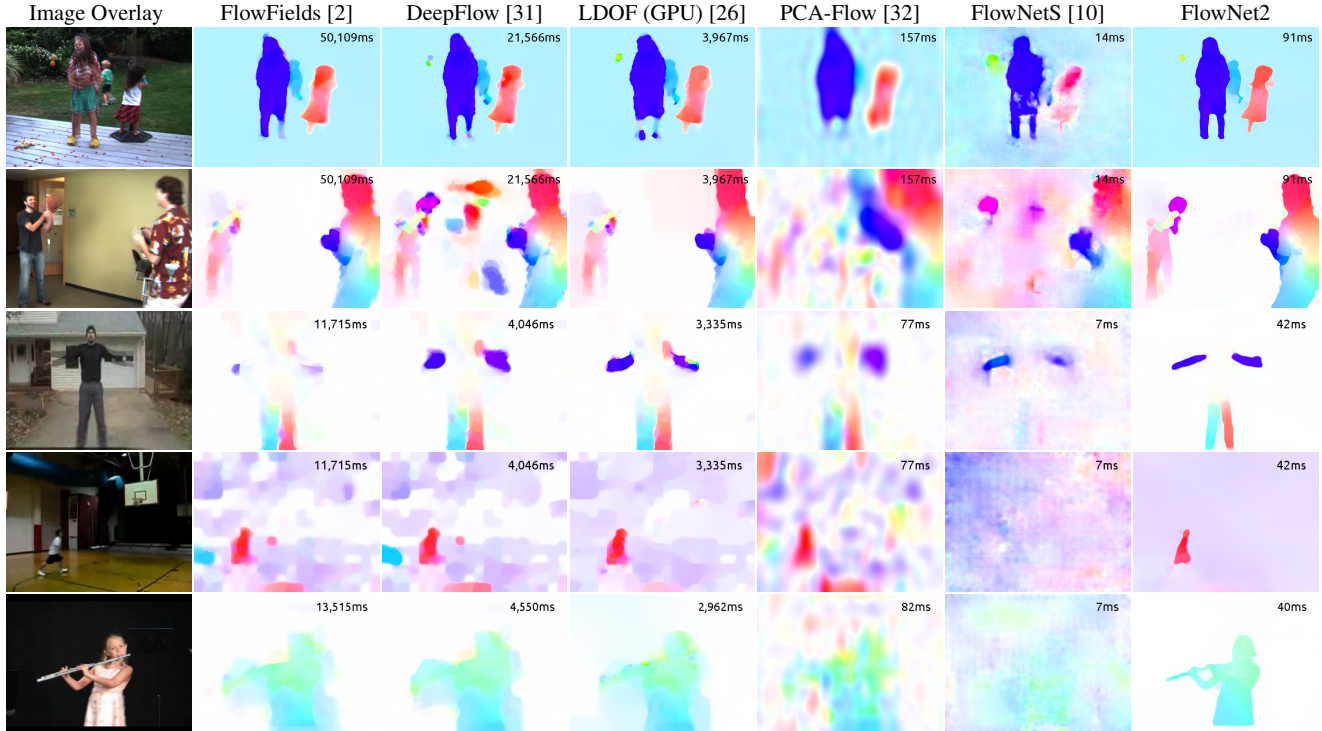 Image Overlay FlowFields [2] DeepFlow [31] LDOF (GPU) [26] PCA-Flow [32] FlowNetS [10] FlowNet2
50,109ms 21,566ms 3,967ms 157ms 14ms 91ms
50,109ms 21,566ms 3,967ms 157ms 14ms 91ms
11,715ms 4,046ms 3,335ms 77ms 7ms 42ms
11,715ms 4,046ms 3,335ms 77ms 7ms 42ms
13,515ms 4,550ms 2,962ms 82ms 7ms 40ms